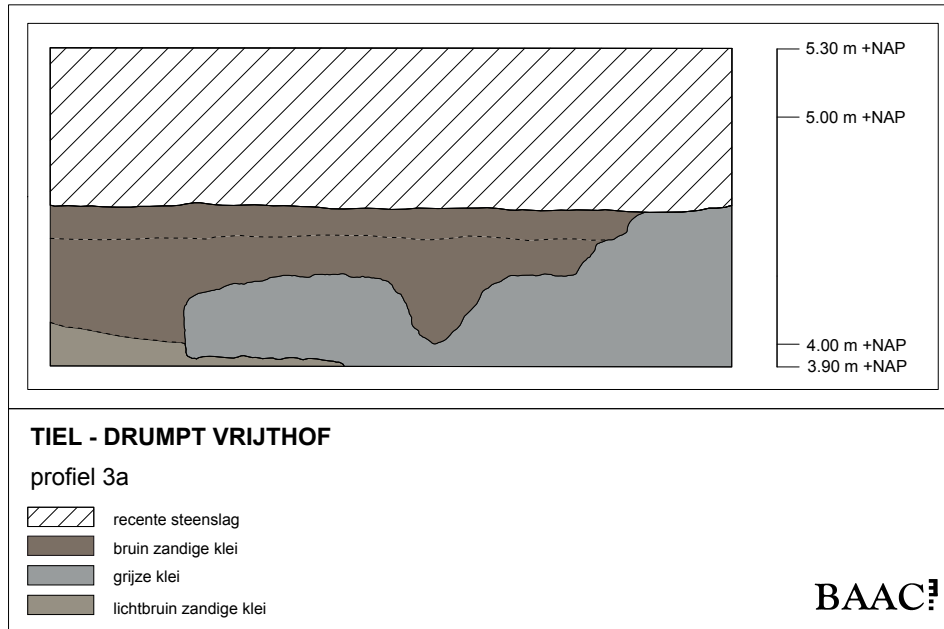 5.30 m +NAP
5.00 m +NAP
4.00 m +NAP
3.90 m +NAP
TIEL - DRUMPT VRIJTHOF
profiel 3a
recente steenslag
bruin zandige klei
grijze klei
lichtbruin zandige klei
BAAC